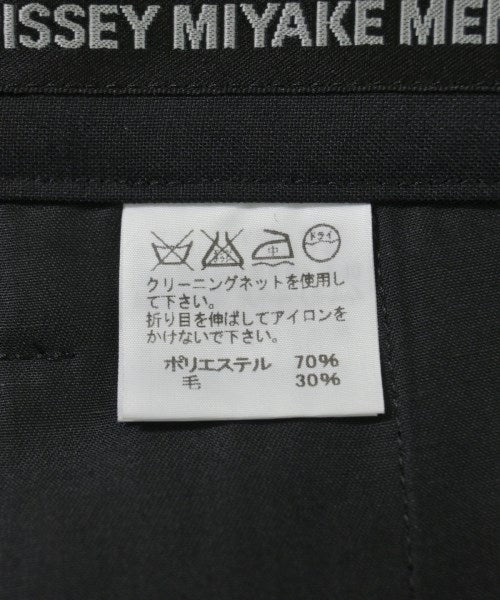 ISSEY MIYAKE ME
中 ドライ
クリーニングネットを使用し
て下さい。
折り目を伸ばしてアイロンを
かけないで下さい。
ポリエステル 70%
毛 30%